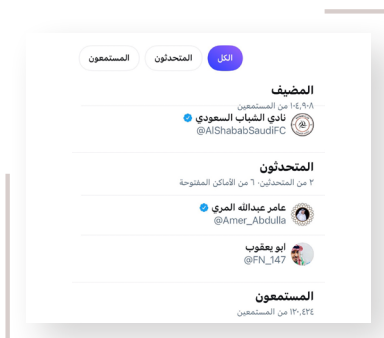 الكل
المتحدثون
المستمعون
المضيف
١٠٤,٩٠٨ من المستمعين
نادي الشباب السعودي
@AlShababSaudiFC
المتحدثون
٢ من المتحدثين· ٦ من الأماكن المفتوحة
عامر عبدالله المري
@Amer_Abdulla
ابو يعقوب
@FN_147
المستمعون
١٢٠,٤٢٤ من المستمعين